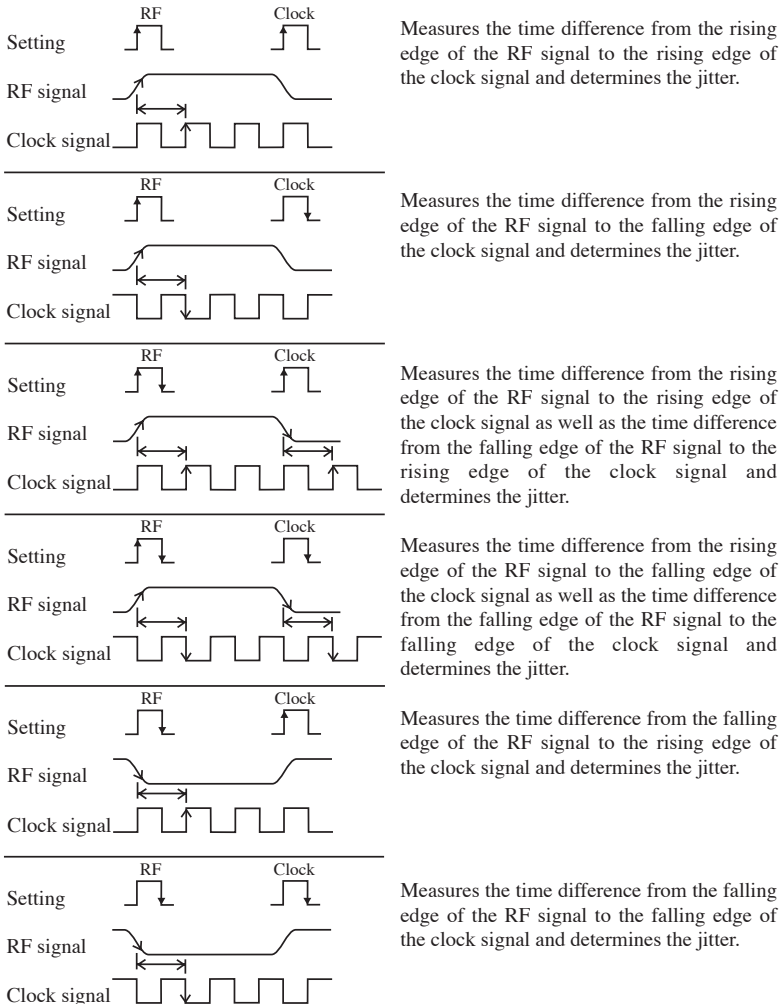 RF Clock
Setting
RF signal
Clock signal
Measures the time difference from the rising
edge of the RF signal to the rising edge of
the clock signal and determines the jitter.
RF Clock
Setting
RF signal
Clock signal
Measures the time difference from the rising
edge of the RF signal to the falling edge of
the clock signal and determines the jitter.
RF Clock
Setting
RF signal
Clock signal
Measures the time difference from the rising
edge of the RF signal to the rising edge of
the clock signal as well as the time difference
from the falling edge of the RF signal to the
rising edge of the clock signal and
determines the jitter.
RF Clock
Setting
RF signal
Clock signal
Measures the time difference from the rising
edge of the RF signal to the falling edge of
the clock signal as well as the time difference
from the falling edge of the RF signal to the
falling edge of the clock signal and
determines the jitter.
RF Clock
Setting
RF signal
Clock signal
Measures the time difference from the falling
edge of the RF signal to the rising edge of
the clock signal and determines the jitter.
RF Clock
Setting
RF signal
Clock signal
Measures the time difference from the falling
edge of the RF signal to the falling edge of
the clock signal and determines the jitter.